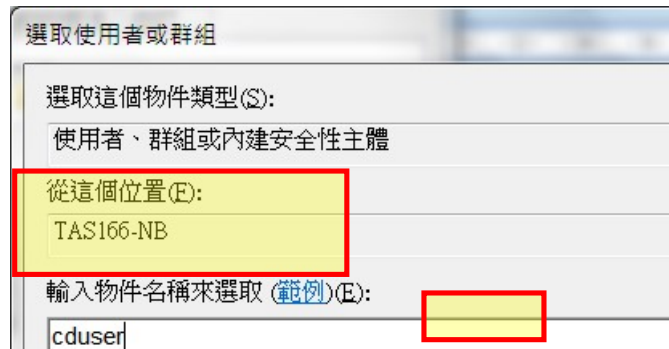 選取使用者或群組
選取這個物件類型(S):
使用者、群組或內建安全性主體
從這個位置(F):
TAS166-NB
輸入物件名稱來選取 (範例)(E):
cduser